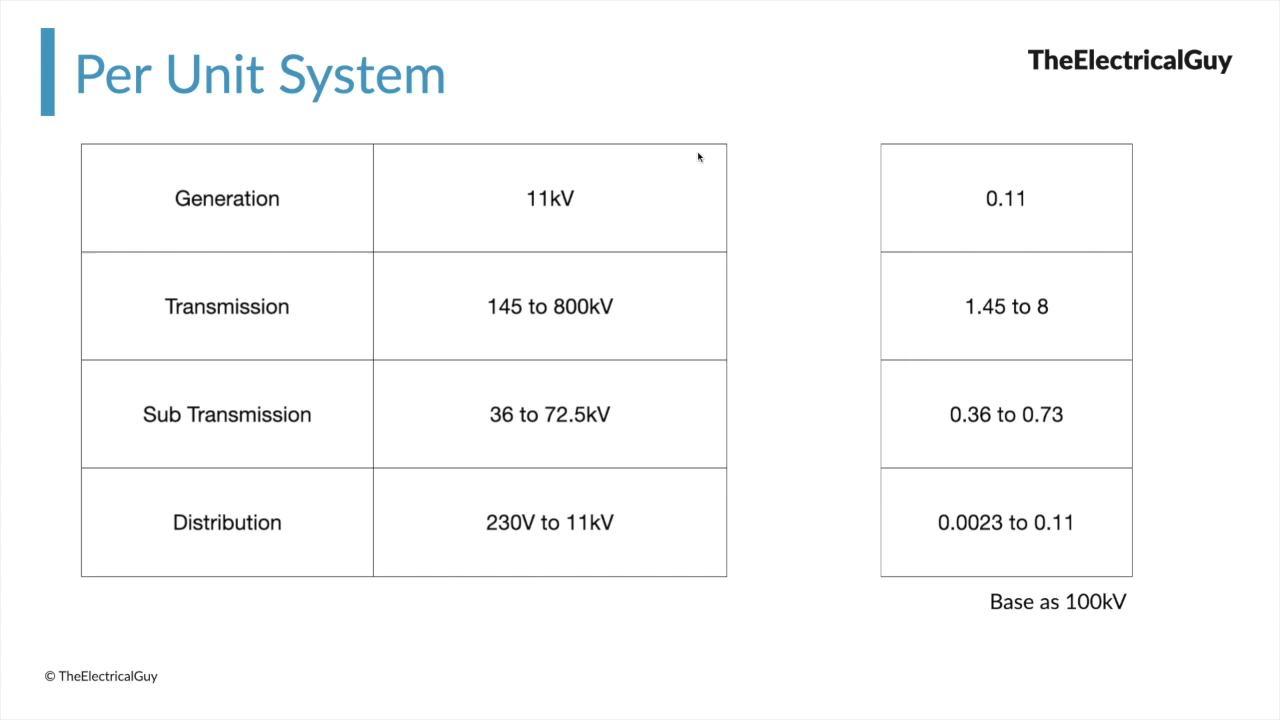 Per Unit System
TheElectricalGuy
Generation 11kV 0.11
Transmission 145 to 800kV 1.45 to 8
Sub Transmission 36 to 72.5kV 0.36 to 0.73
Distribution 230V to 11kV 0.0023 to 0.11
Base as 100kV
© TheElectricalGuy